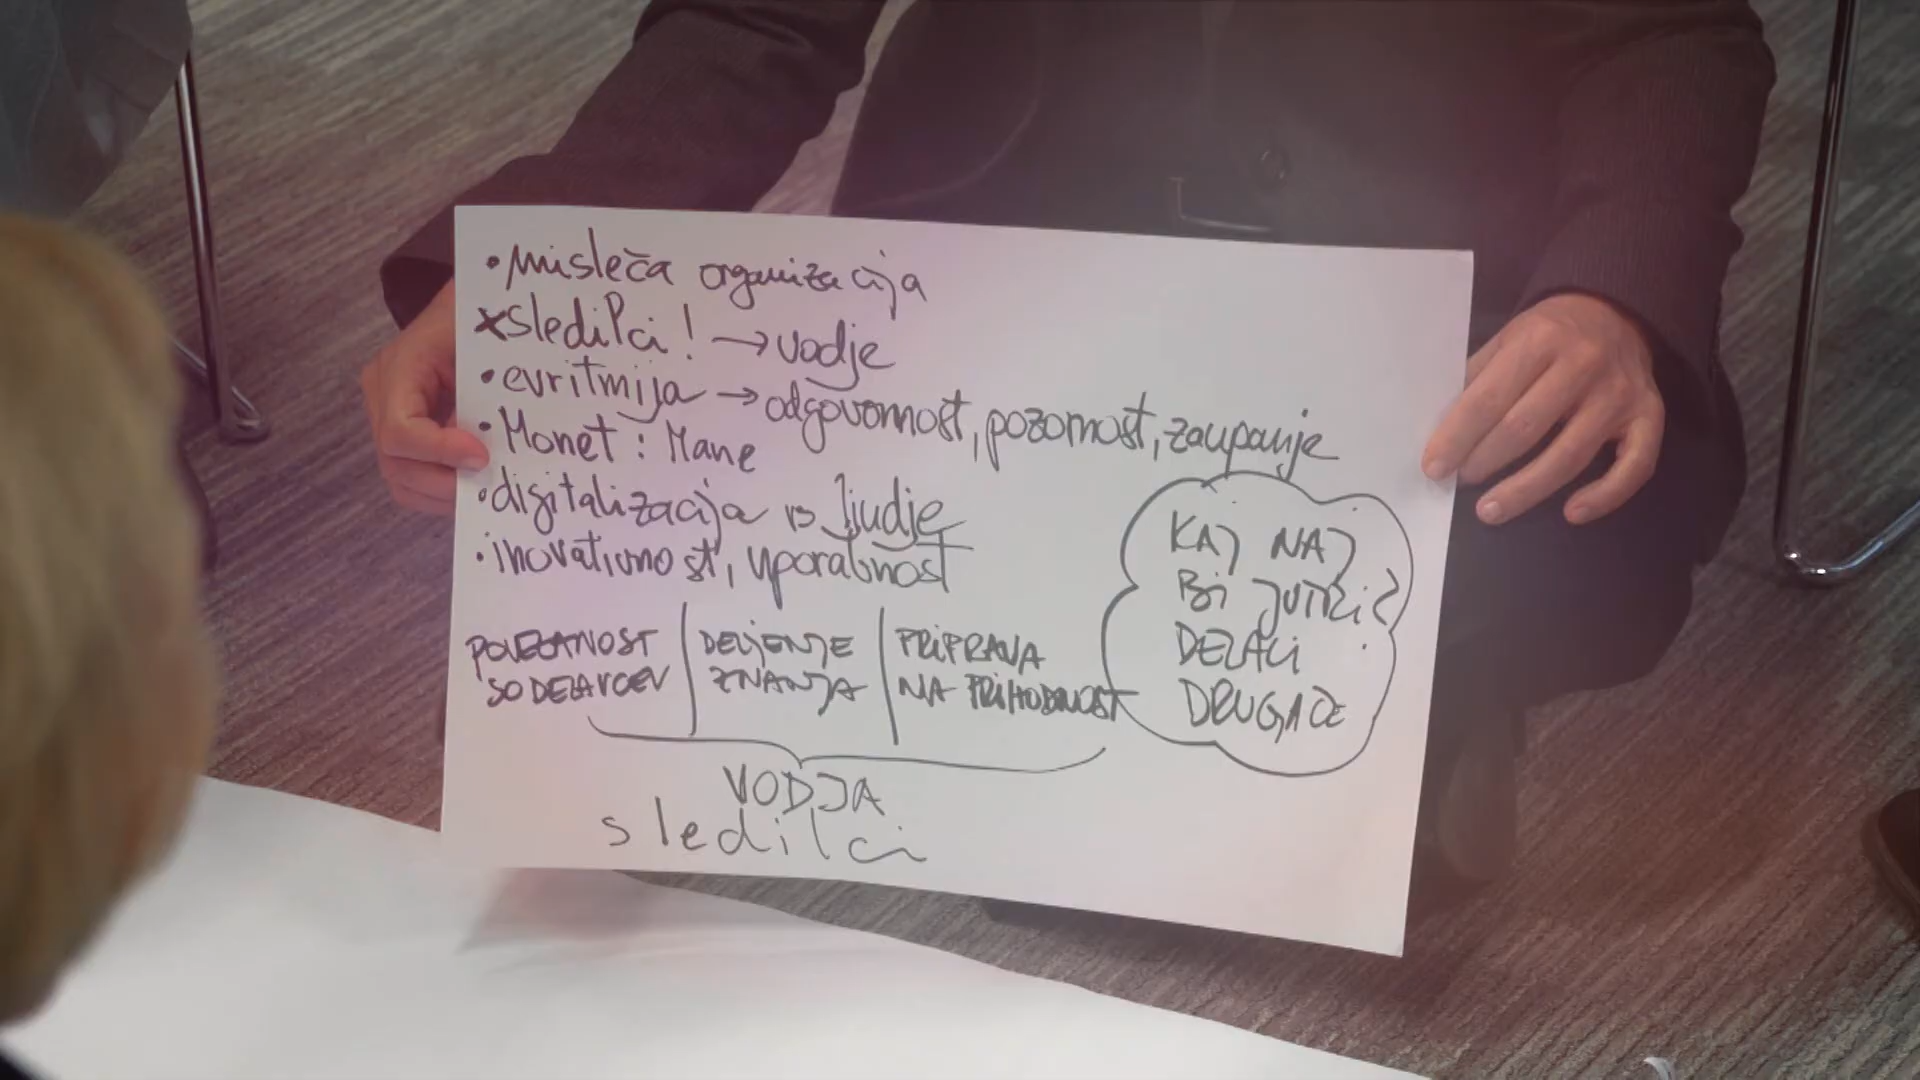 • misleča organizacija
x sledilci! → vodje
• evritmija → odgovornost, pozornost, zaupanje
• Monet : Mane
• digitalizacija vs ljudje
• inovativnost, uporabnost
POVEZANOST | DELJENJE | PRIPRAVA
SODELAVCEV | ZNANJA | NA PRIHODNOST
VODJA
sledilci
KAJ NAJ
BI JUTRI
DELALI
DRUGAČE